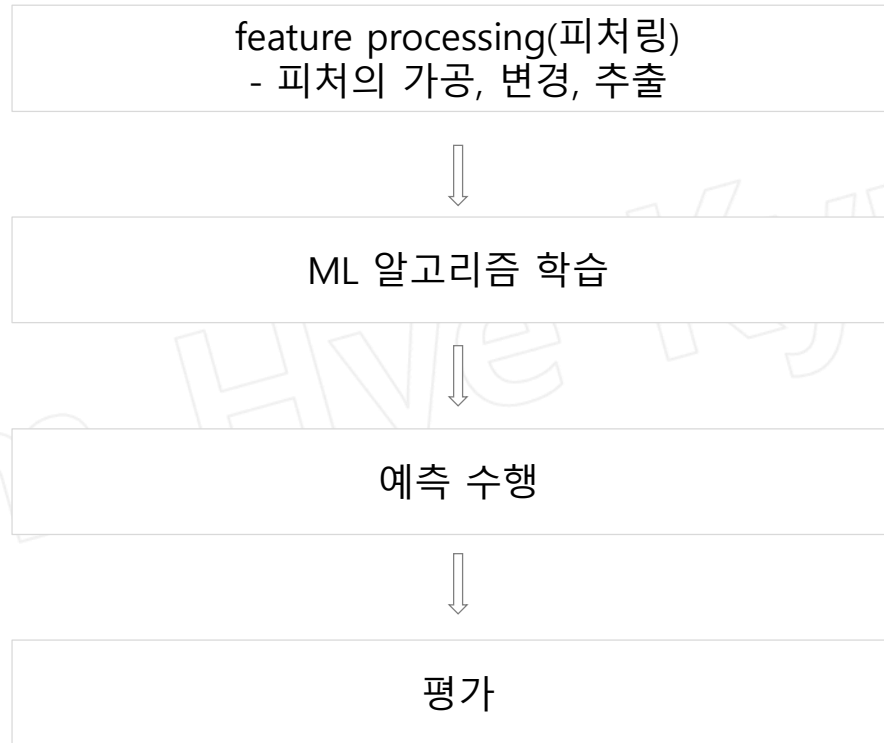 feature processing(피처링)
- 피처의 가공, 변경, 추출
ML 알고리즘 학습
예측 수행
평가